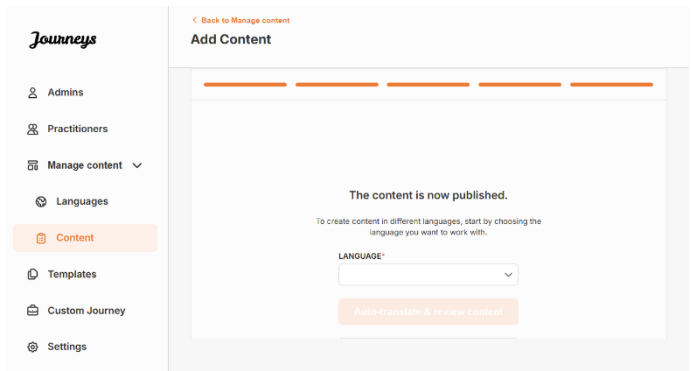 Journeys
Admins
Practitioners
Manage content
Languages
Content
Templates
Custom Journey
Settings
Back to Manage content
Add Content
The content is now published.
To create content in different languages, start by choosing the
language you want to work with.
LANGUAGE*
Auto-translate & review content